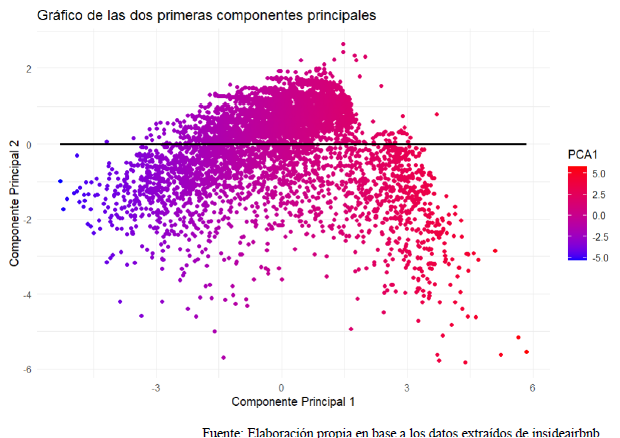 Gráfico de las dos primeras componentes principales
Componente Principal 2
2
0
-2
-4
-6
-3
0
3
6
Componente Principal 1
PCA1
5.0
2.5
0.0
-2.5
-5.0
Fuente: Elaboración propia en base a los datos extraídos de insideairbnb